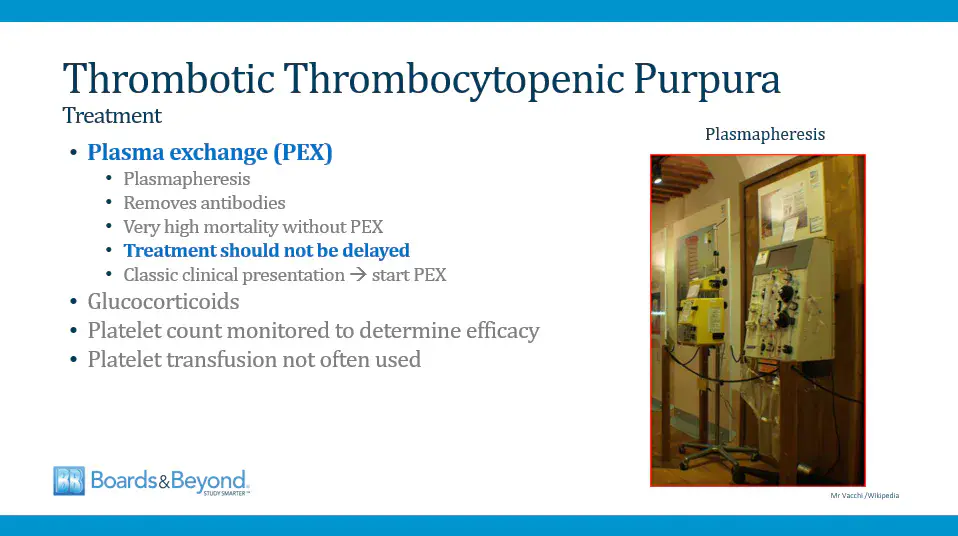 Thrombotic Thrombocytopenic Purpura
Treatment
• Plasma exchange (PEX)
• Plasmapheresis
• Removes antibodies
• Very high mortality without PEX
• Treatment should not be delayed
• Classic clinical presentation → start PEX
• Glucocorticoids
• Platelet count monitored to determine efficacy
• Platelet transfusion not often used
Plasmapheresis
Mr Vacchi /Wikipedia
BB Boards&Beyond.
STUDY SMARTER™